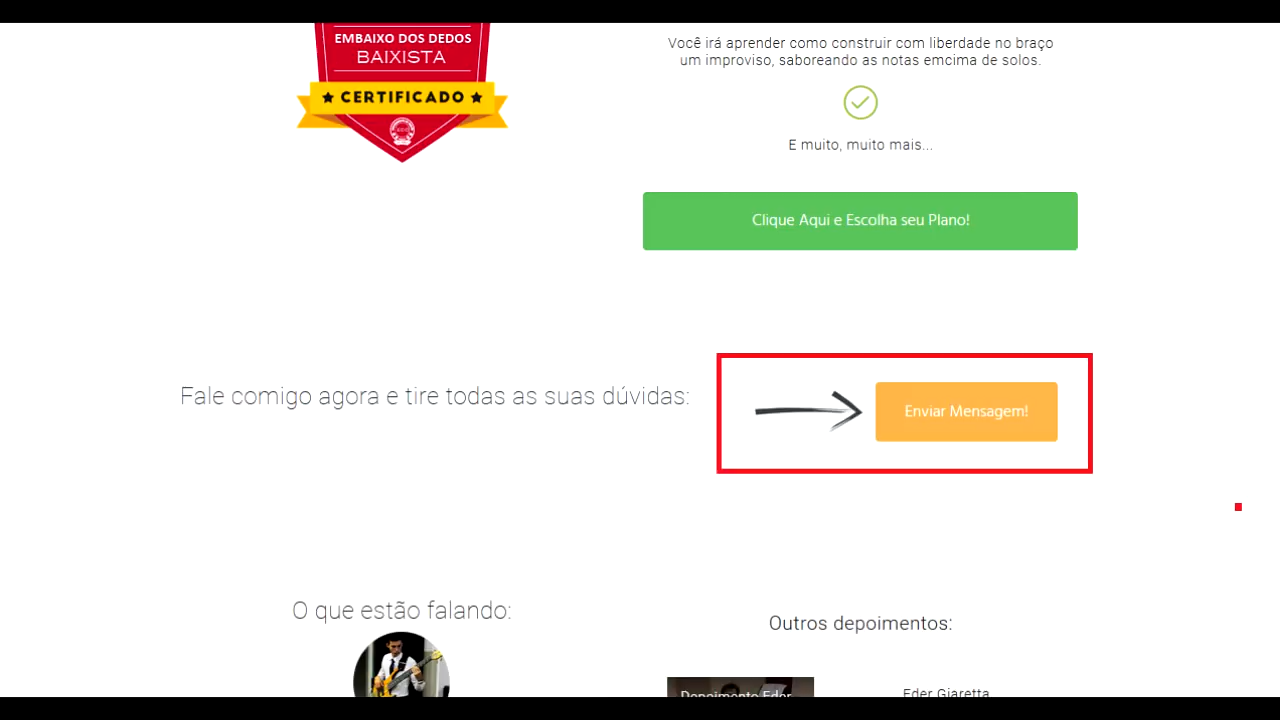 EMBAIXO DOS DEDOS
BAIXISTA
CERTIFICADO
Você irá aprender como construir com liberdade no braço
um improviso, saboreando as notas emcima de solos.
E muito, muito mais...
Clique Aqui e Escolha seu Plano!
Fale comigo agora e tire todas as suas dúvidas:
Enviar Mensagem!
O que estão falando:
Outros depoimentos:
Depoimento Eder
Eder Giaretta